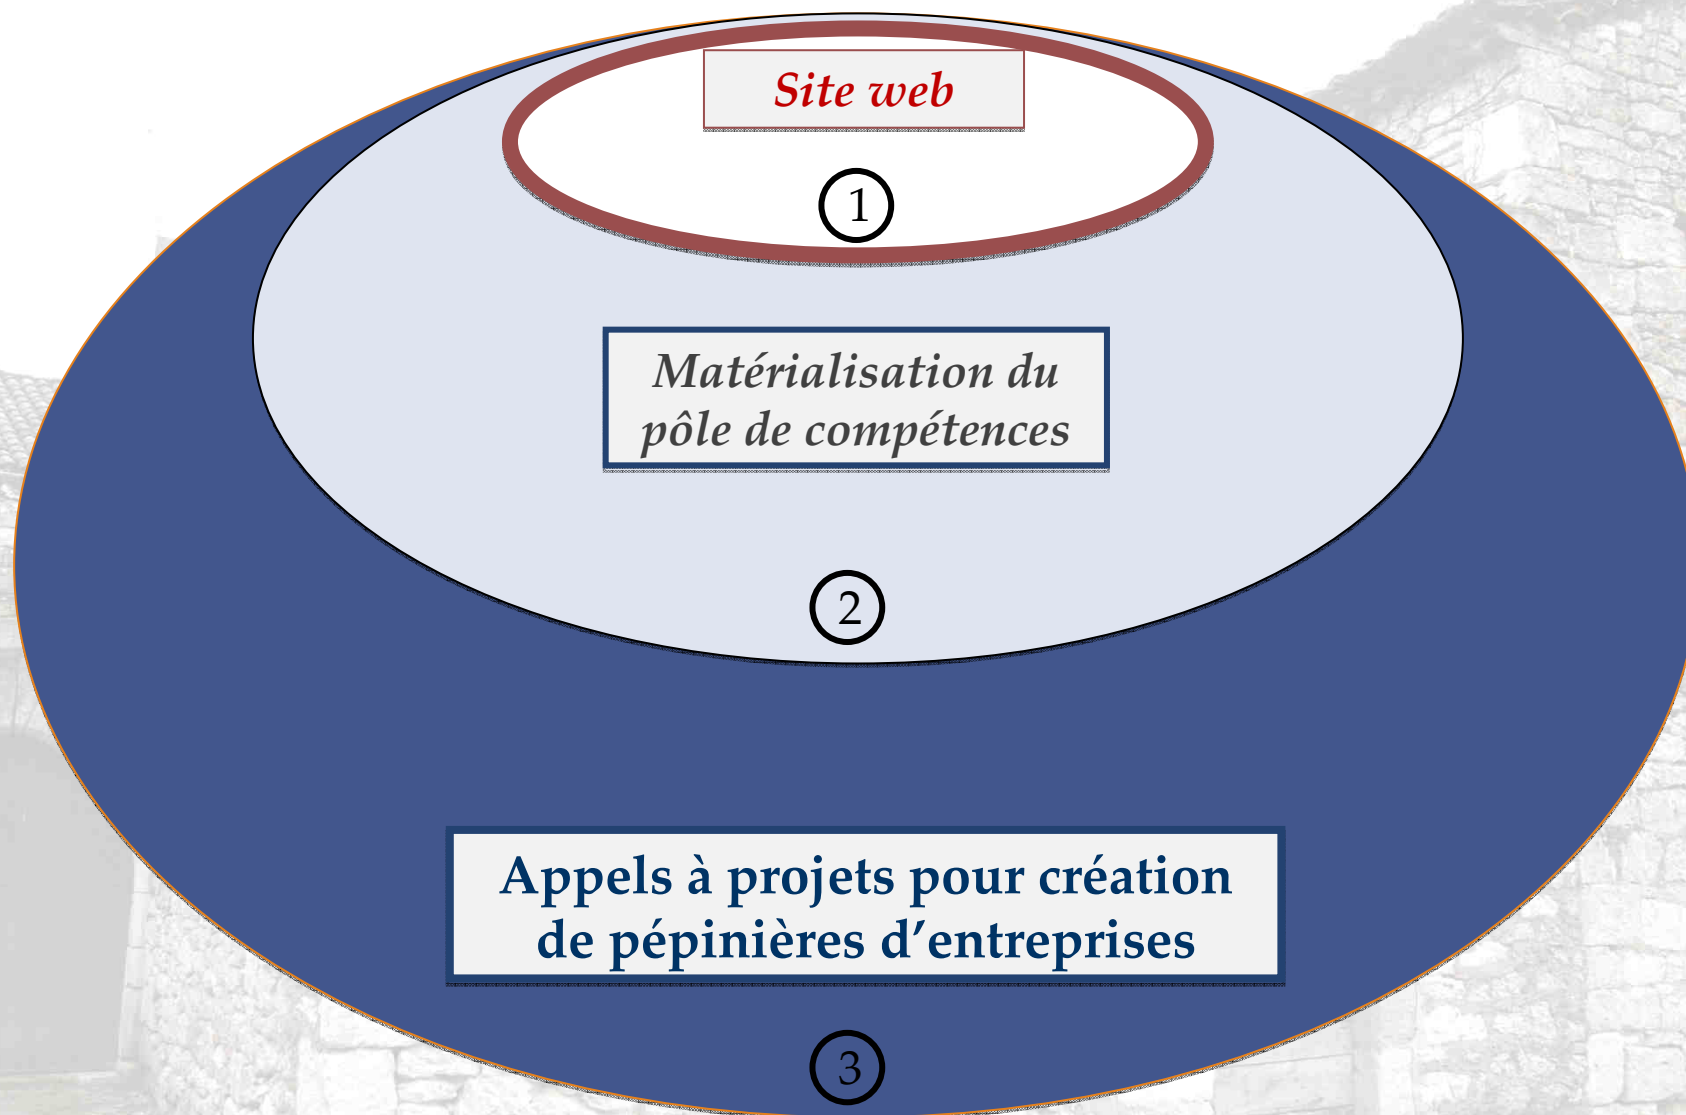 Site web
1
Matérialisation du
pôle de compétences
2
Appels à projets pour création
de pépinières d’entreprises
3